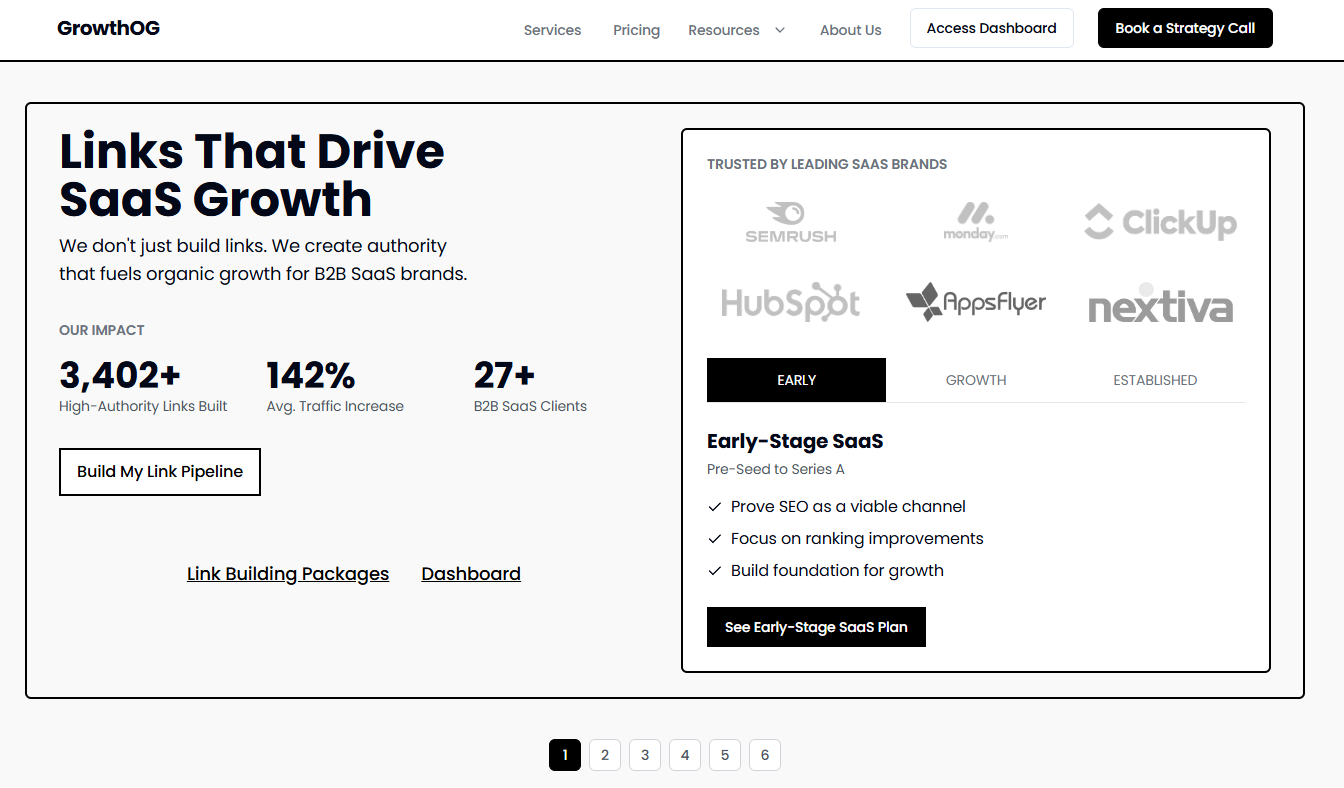 GrowthOG
Services
Pricing
Resources
About Us
Access Dashboard
Book a Strategy Call
Links That Drive
SaaS Growth
We don't just build links. We create authority
that fuels organic growth for B2B SaaS brands.
OUR IMPACT
3,402+
High-Authority Links Built
142%
Avg. Traffic Increase
27+
B2B SaaS Clients
Build My Link Pipeline
Link Building Packages
Dashboard
TRUSTED BY LEADING SAAS BRANDS
SEMRUSH
monday.com
ClickUp
HubSpot
AppsFlyer
nextiva
EARLY
GROWTH
ESTABLISHED
Early-Stage SaaS
Pre-Seed to Series A
Prove SEO as a viable channel
Focus on ranking improvements
Build foundation for growth
See Early-Stage SaaS Plan
1 2 3 4 5 6